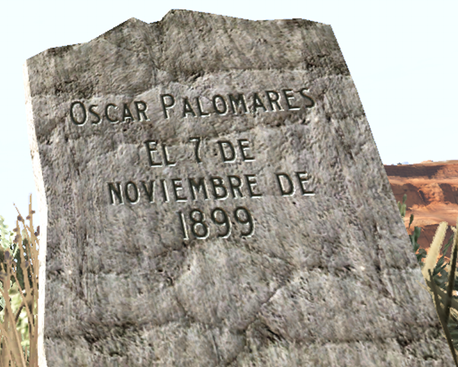 OSCAR PALOMARES
EL 7 DE
NOVIEMBRE DE
1899